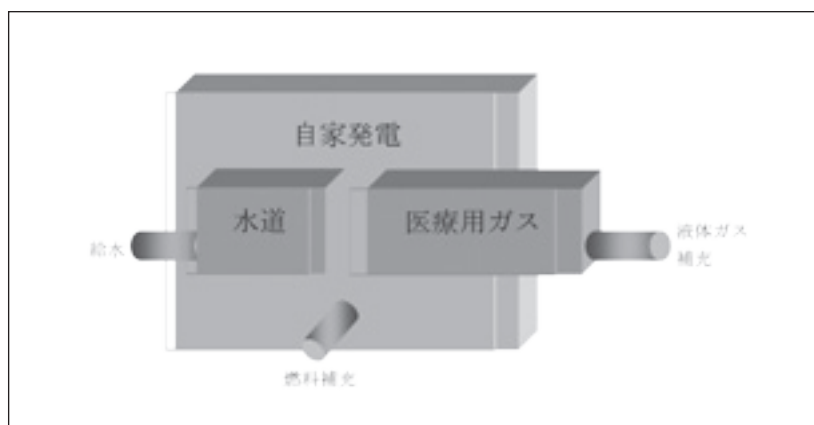 自家発電
水道
医療用ガス
給水
液体ガス
補充
燃料補充